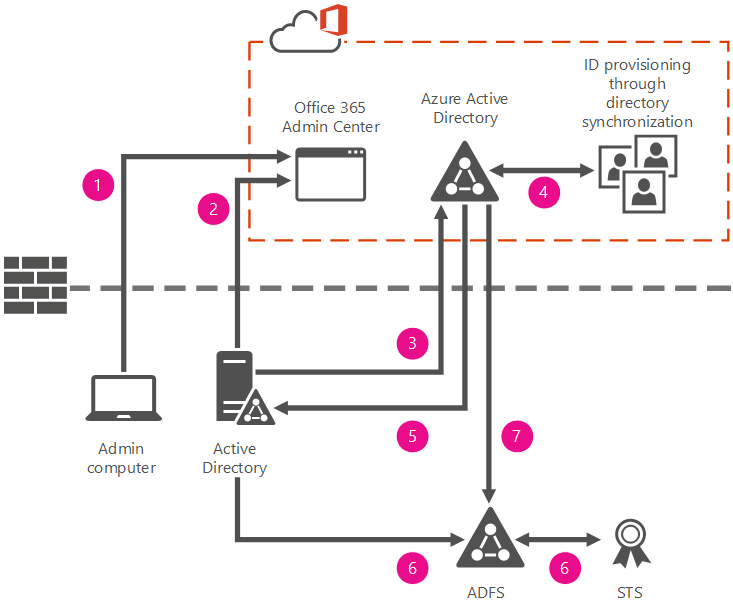 ID provisioning
through
directory
synchronization
Office 365
Admin Center
Azure Active
Directory
1
2
4
3
5
7
Admin
computer
Active
Directory
6
6
ADFS
STS